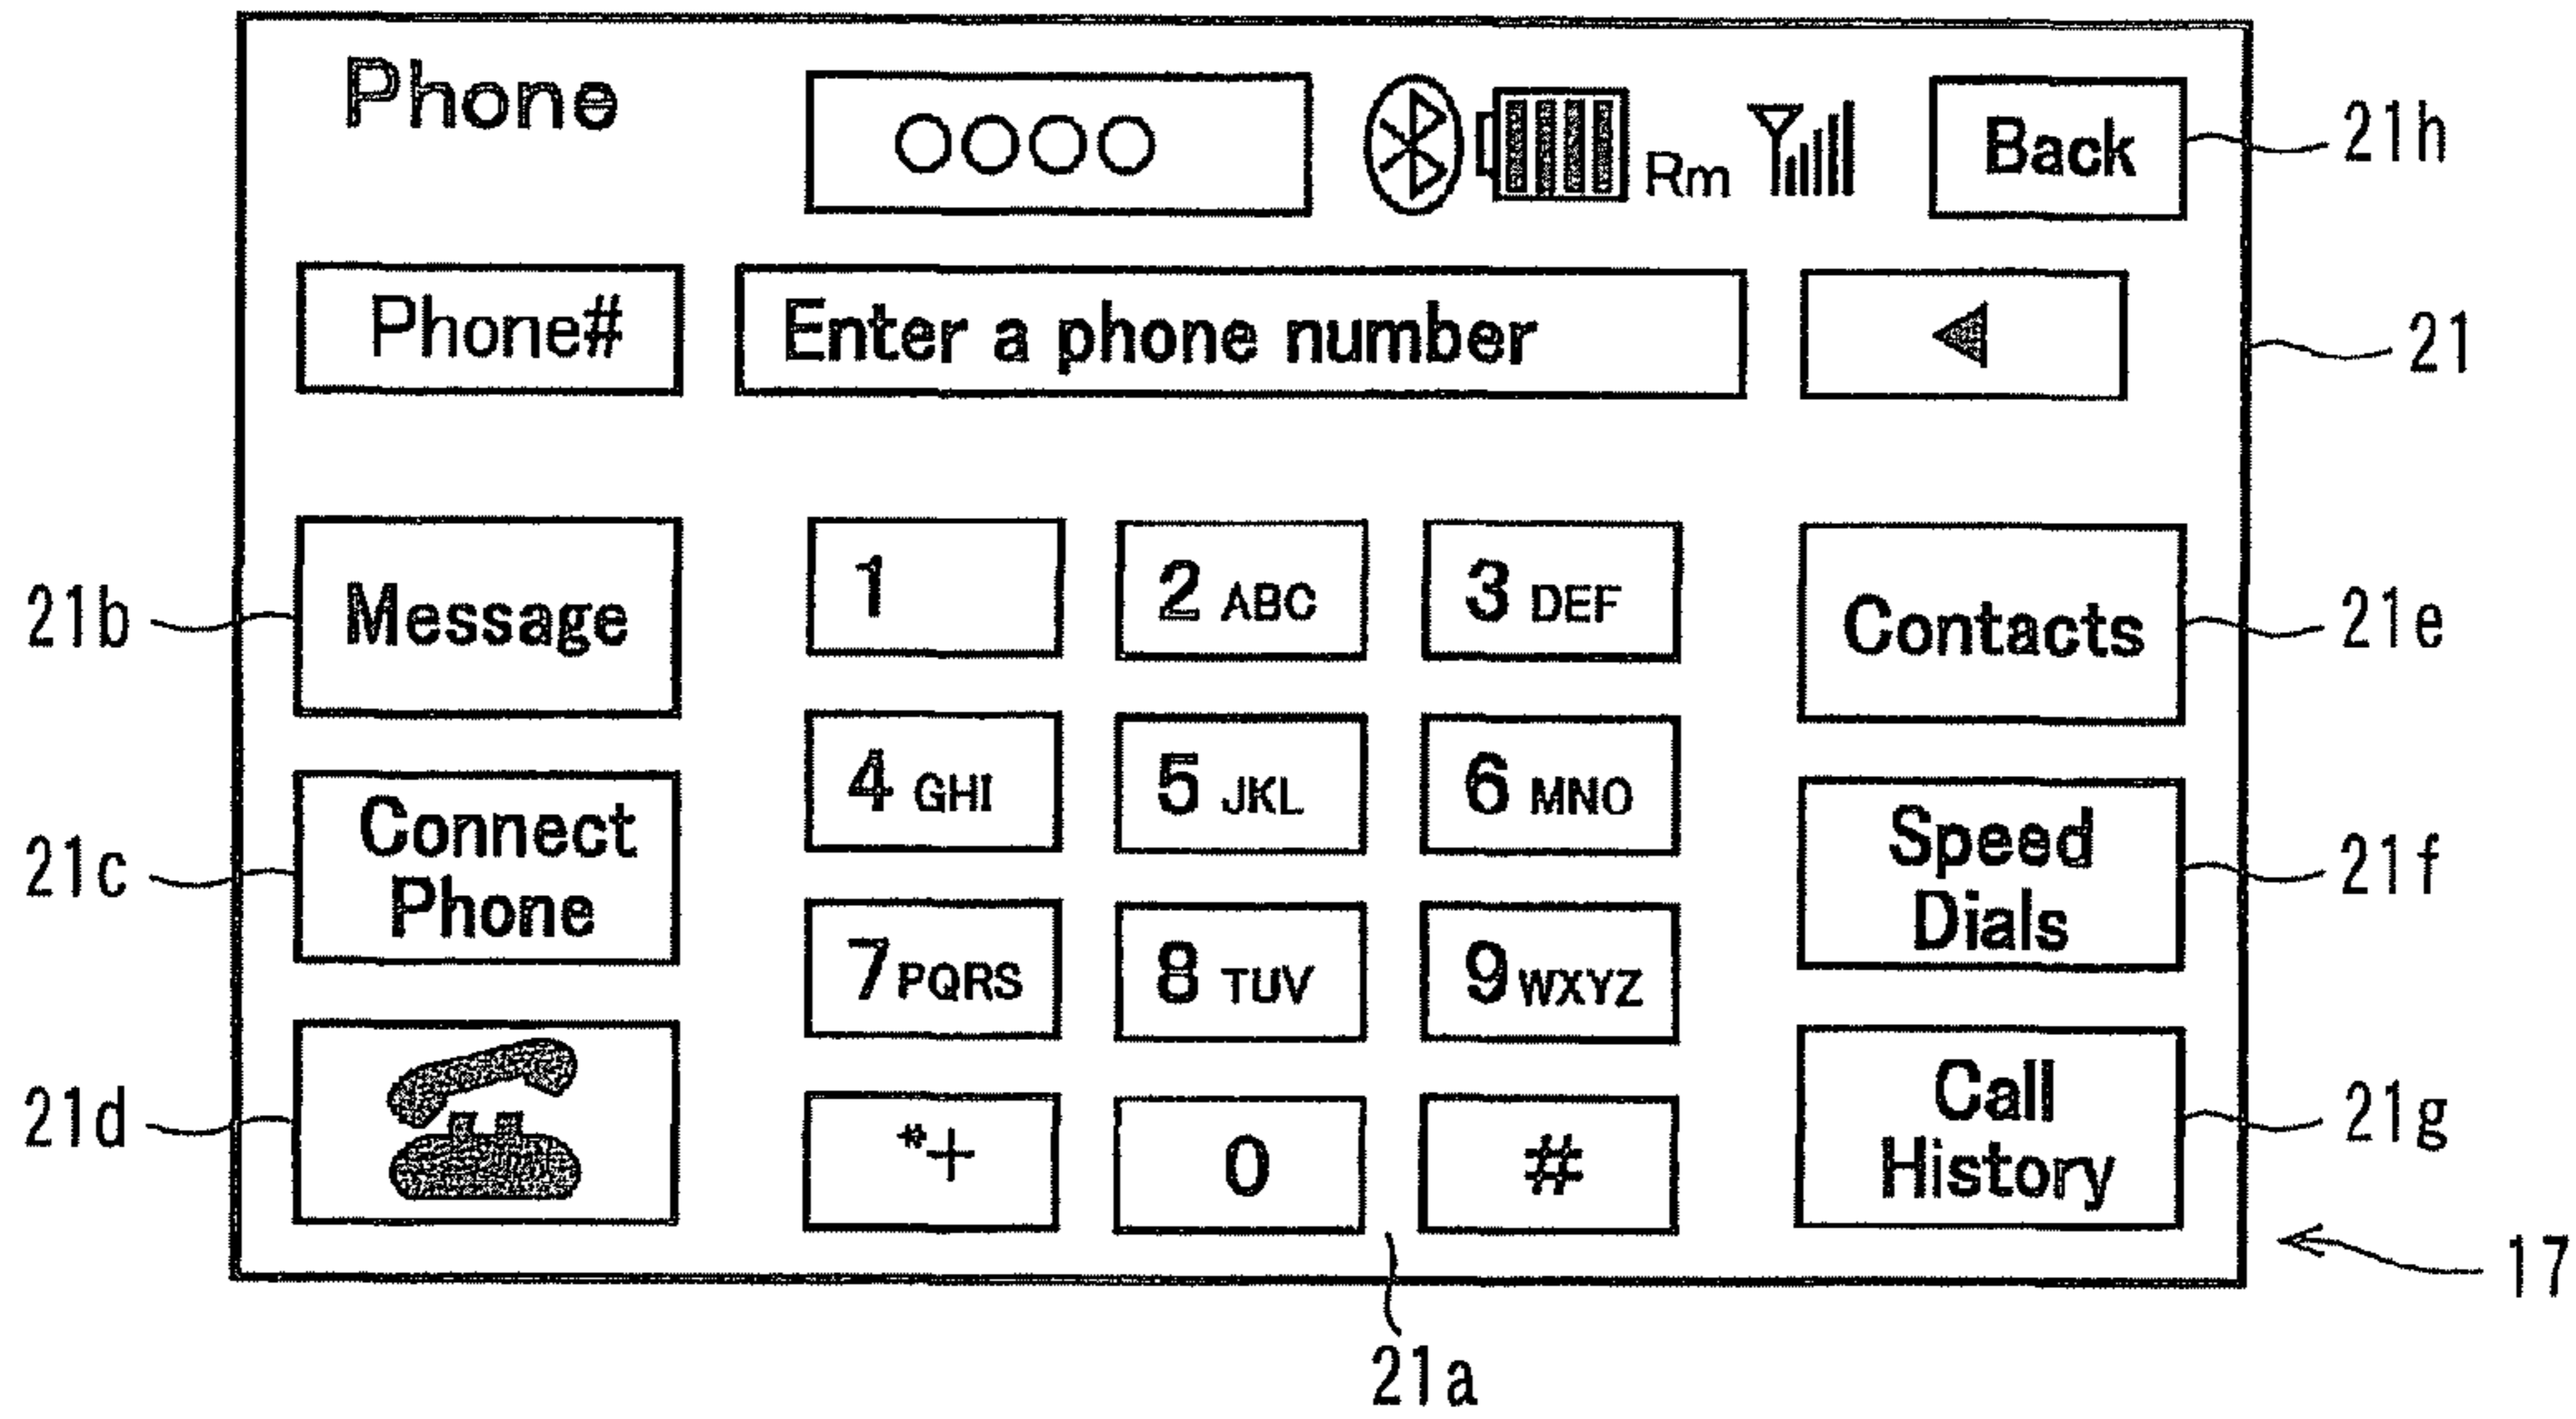 Phone ○○○○ Rm Back 21h
Phone# Enter a phone number 21
21b Message 1 2 ABC 3 DEF Contacts 21e
4 GHI 5 JKL 6 MNO
21c Connect Phone Speed Dials 21f
7 PQRS 8 TUV 9 WXYZ
21d *+ 0 # Call History 21g
17
21a